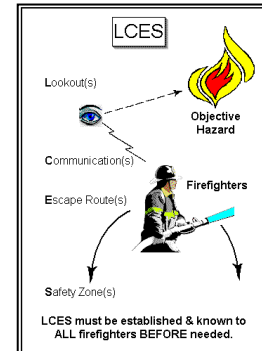 LCES
Lookout(s)
Objective
Hazard
Communication(s)
Firefighters
Escape Route(s)
Safety Zone(s)
LCES must be established & known to
ALL firefighters BEFORE needed.